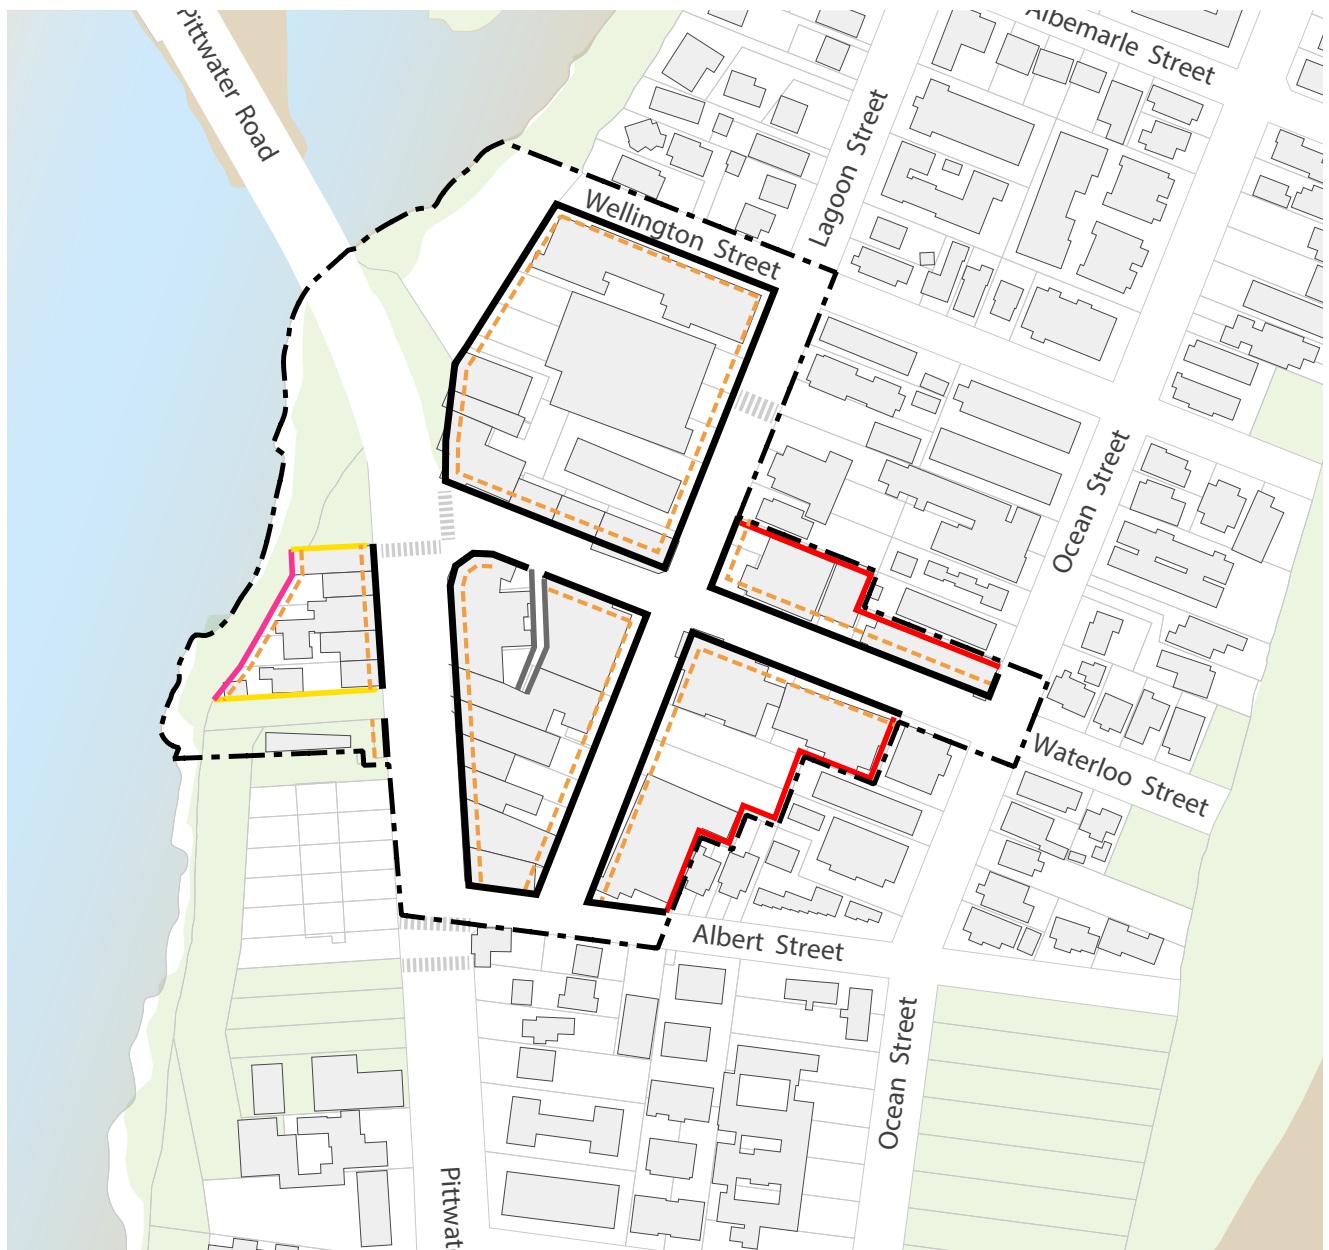 Pittwater Road
Albemarle Street
Lagoon Street
Wellington Street
Ocean Street
Waterloo Street
Albert Street
Ocean Street
Pittwat